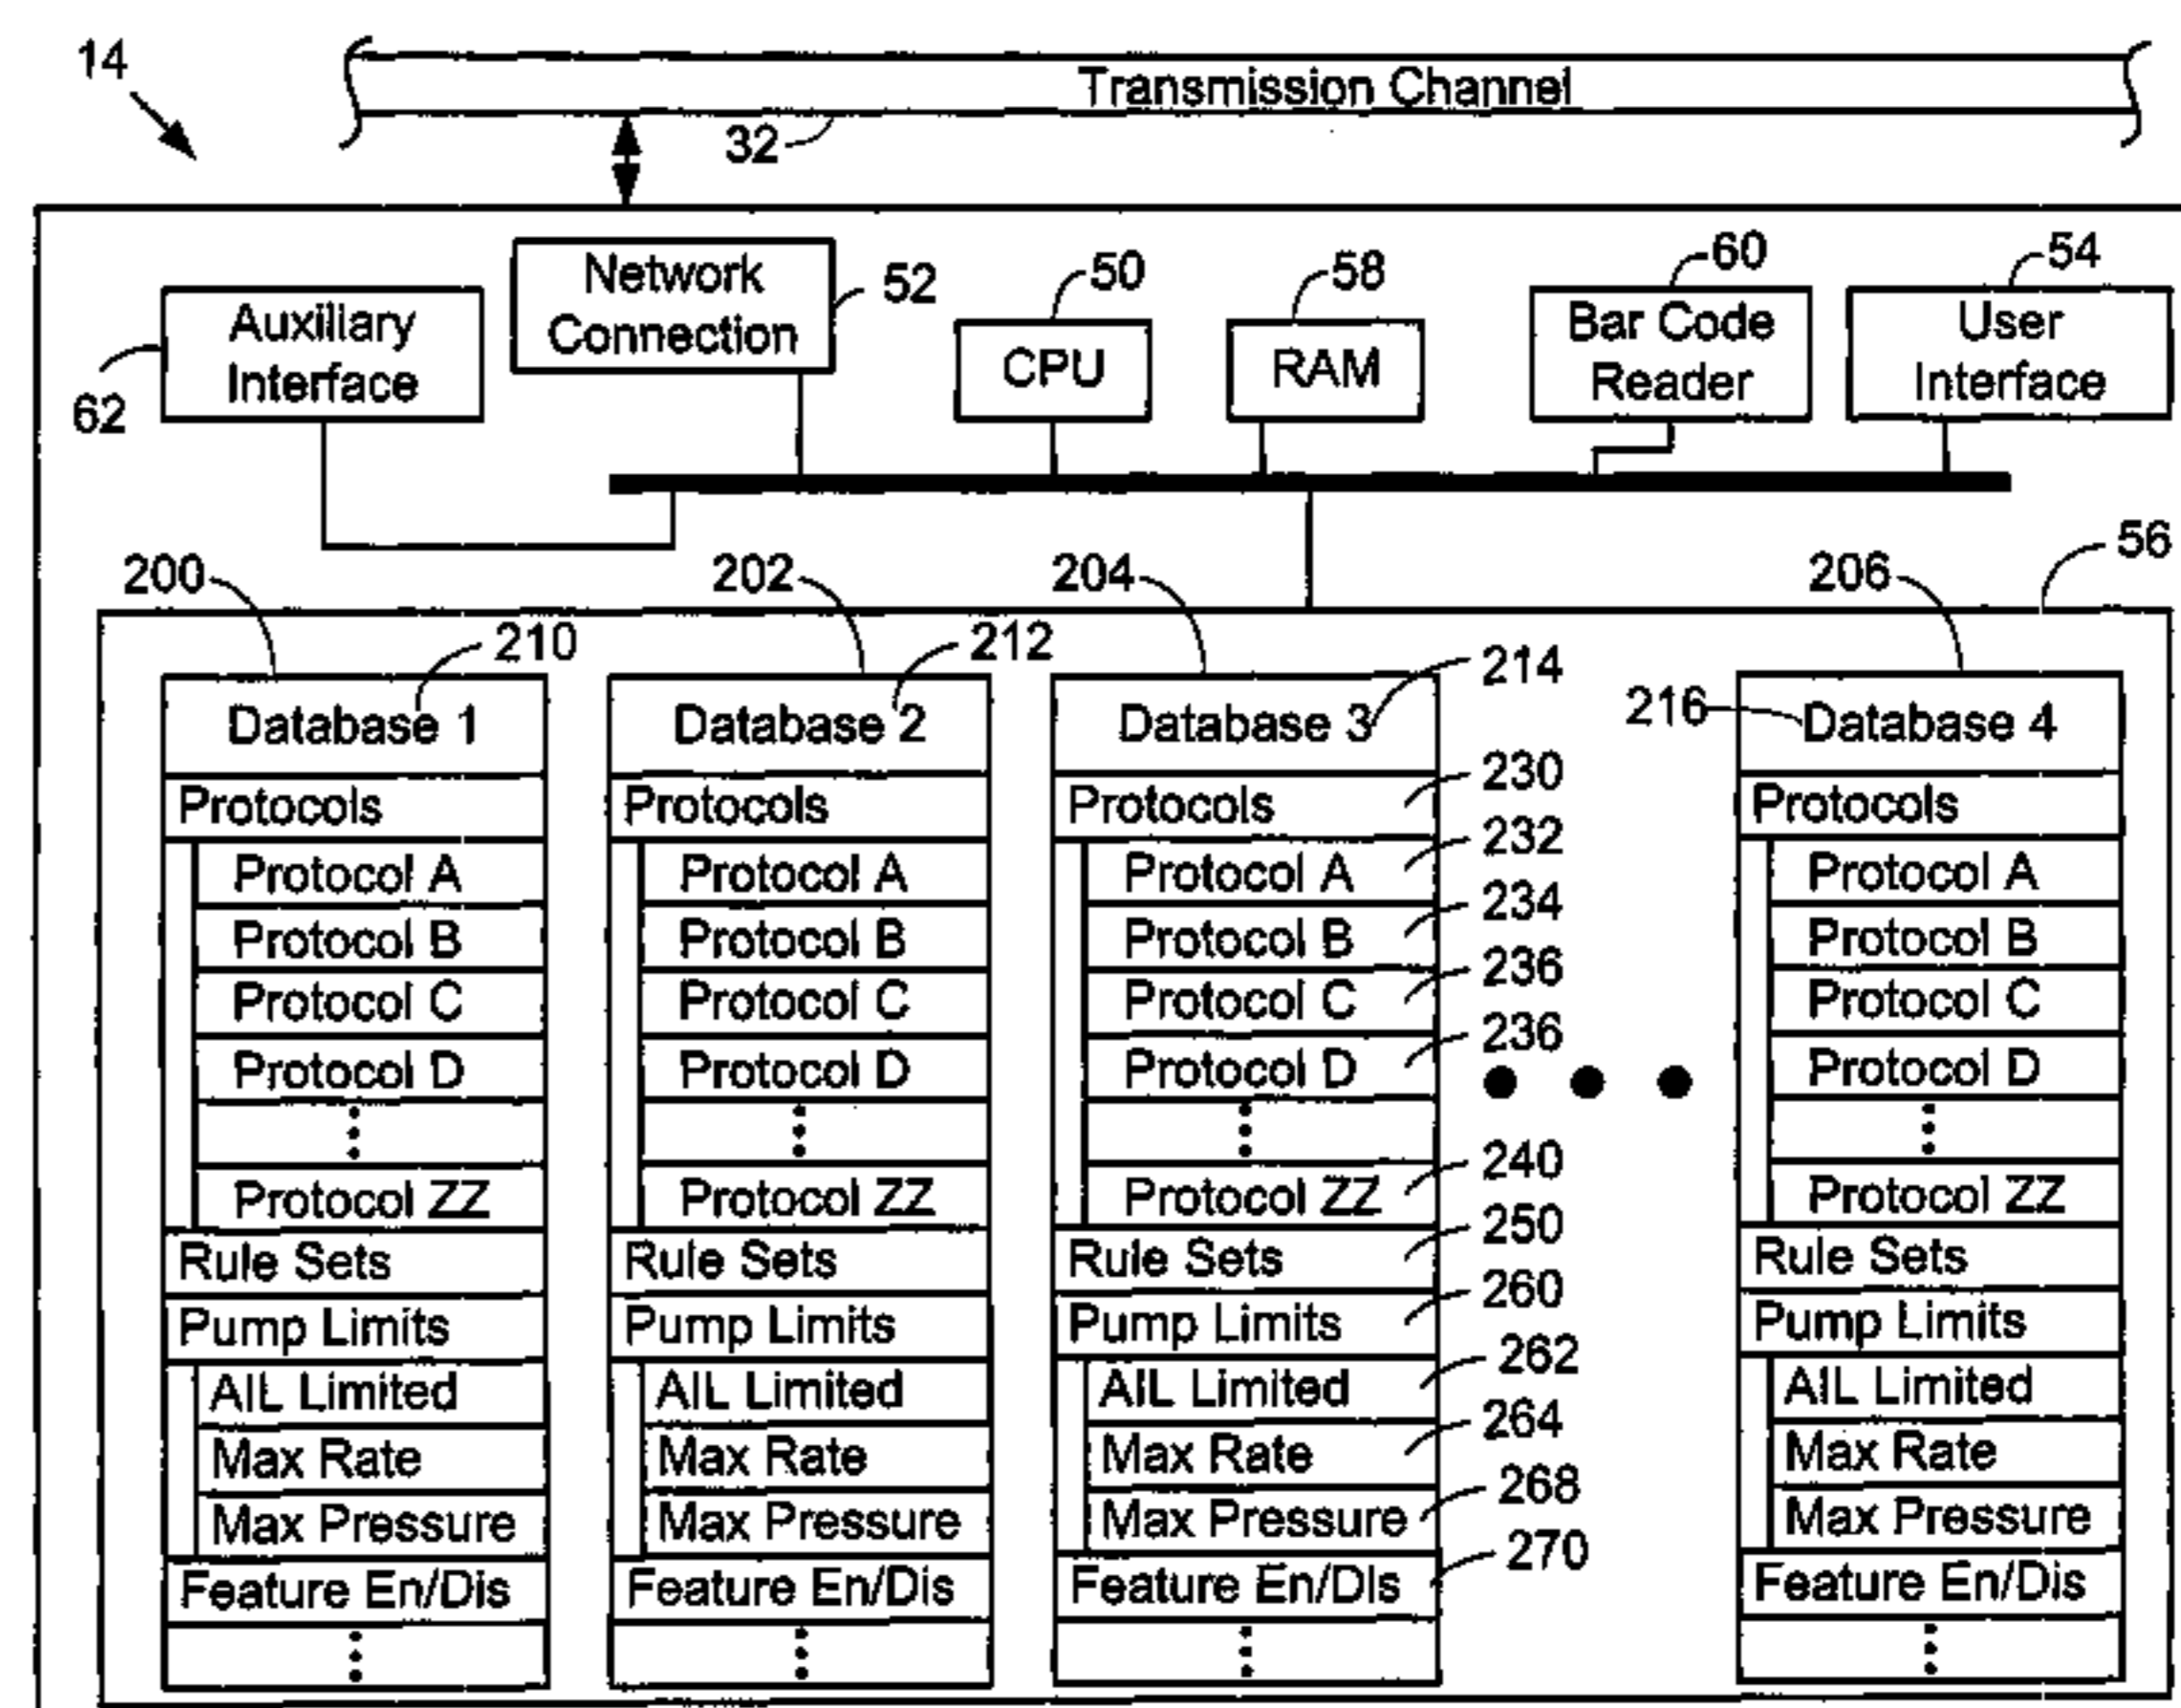 14
Transmission Channel
32
Auxiliary
Interface
62
Network
Connection
52
50
CPU
58
RAM
60
Bar Code
Reader
54
User
Interface
56
200
210
Database 1
Protocols
Protocol A
Protocol B
Protocol C
Protocol D
Protocol ZZ
Rule Sets
Pump Limits
AIL Limited
Max Rate
Max Pressure
Feature En/Dis
202
212
Database 2
Protocols
Protocol A
Protocol B
Protocol C
Protocol D
Protocol ZZ
Rule Sets
Pump Limits
AIL Limited
Max Rate
Max Pressure
Feature En/Dis
204
214
Database 3
Protocols 230
Protocol A 232
Protocol B 234
Protocol C 236
Protocol D 236
Protocol ZZ 240
Rule Sets 250
Pump Limits 260
AIL Limited 262
Max Rate 264
Max Pressure 268
Feature En/Dis 270
206
216
Database 4
Protocols
Protocol A
Protocol B
Protocol C
Protocol D
Protocol ZZ
Rule Sets
Pump Limits
AIL Limited
Max Rate
Max Pressure
Feature En/Dis